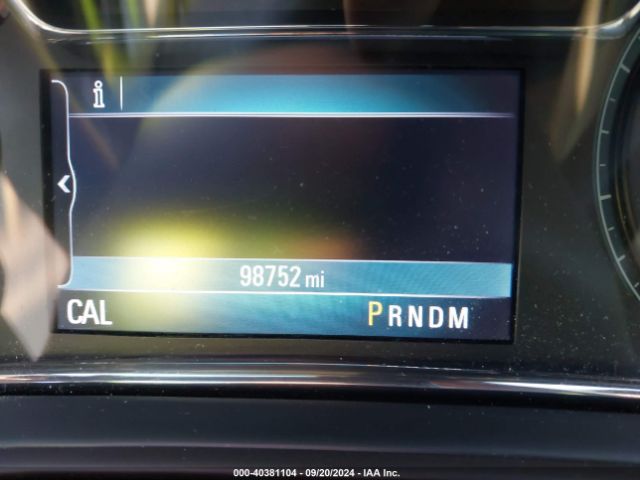 i
98752 mi
CAL PRNDM
000-40381104 - 09/20/2024 - IAA Inc.